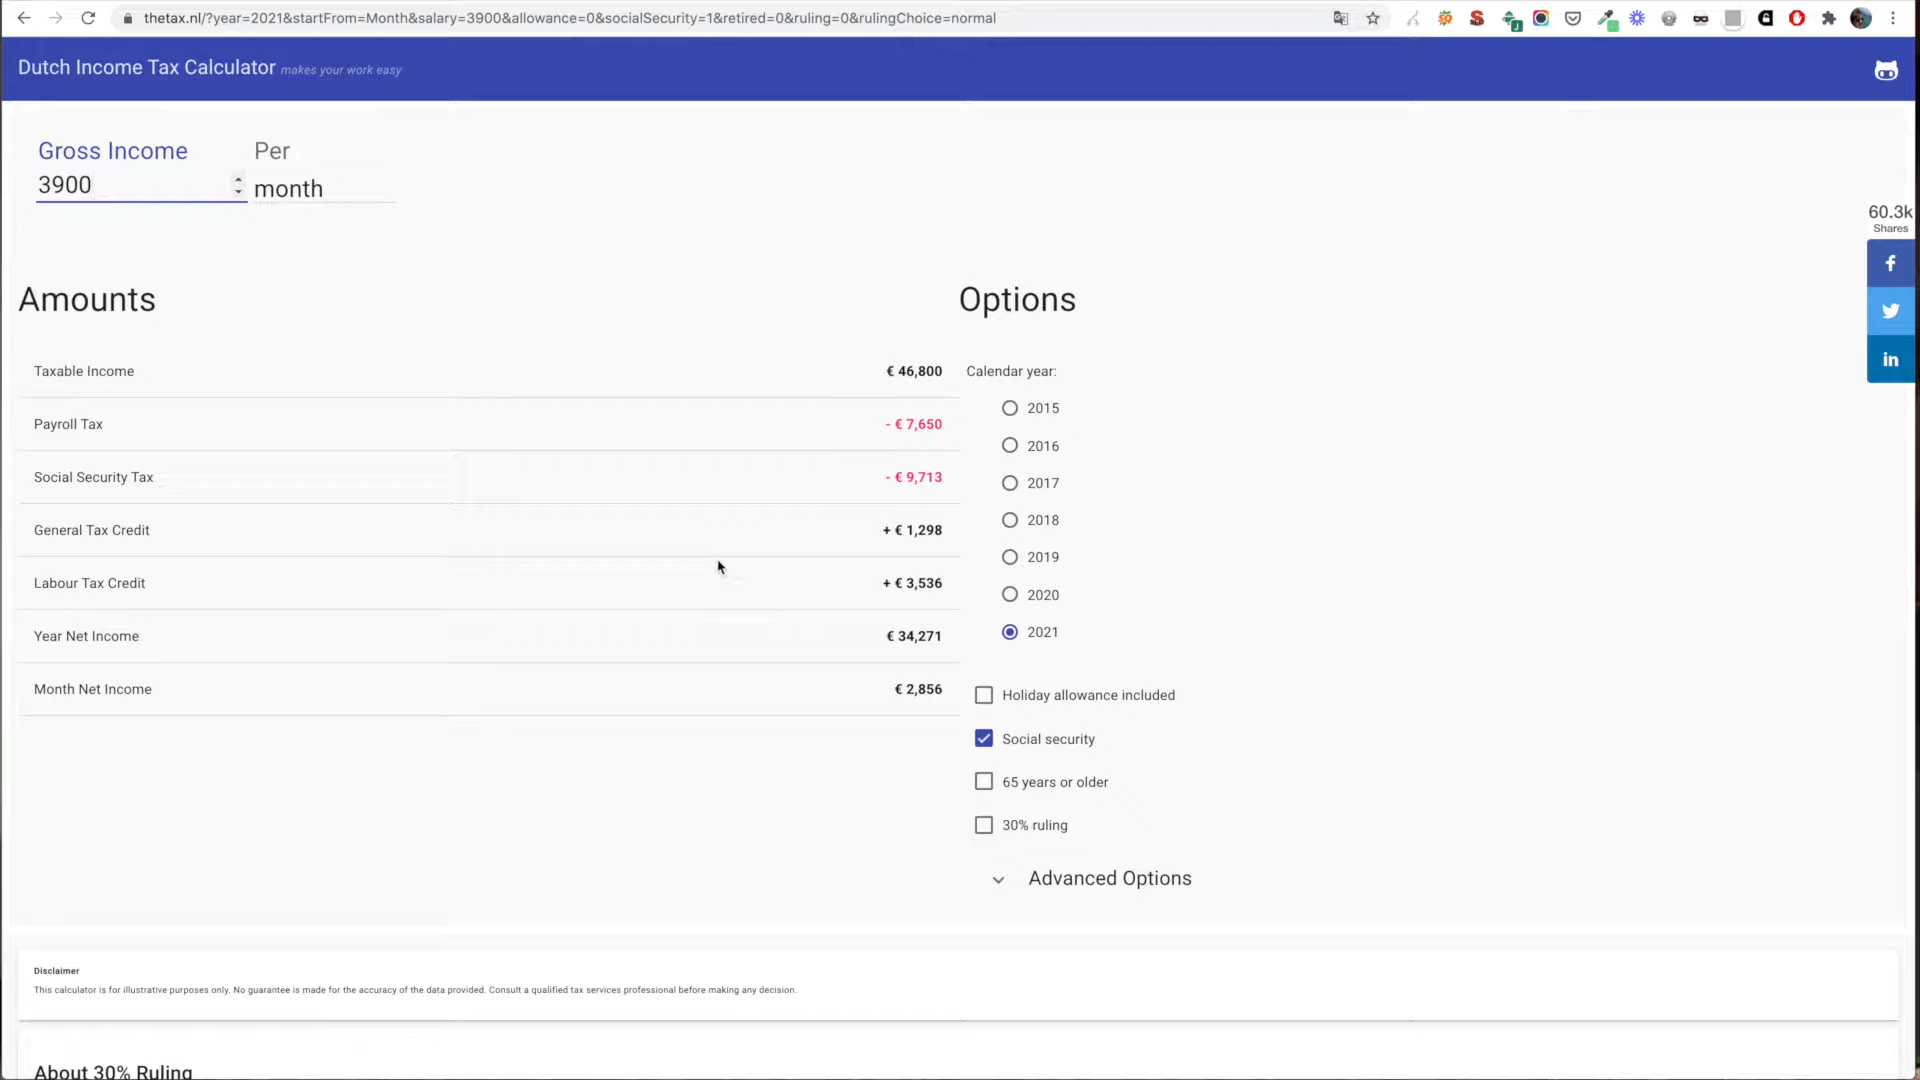 thetax.nl/?year=2021&startFrom=Month&salary=3900&allowance=0&socialSecurity=1&retired=0&ruling=0&rulingChoice=normal
Dutch Income Tax Calculator makes your work easy
Gross Income Per
3900 month
60.3k
Shares
Amounts
Options
Taxable Income € 46,800
Payroll Tax - € 7,650
Social Security Tax - € 9,713
General Tax Credit + € 1,298
Labour Tax Credit + € 3,536
Year Net Income € 34,271
Month Net Income € 2,856
Calendar year:
2015
2016
2017
2018
2019
2020
2021
Holiday allowance included
Social security
65 years or older
30% ruling
Advanced Options
Disclaimer
This calculator is for illustrative purposes only. No guarantee is made for the accuracy of the data provided. Consult a qualified tax services professional before making any decision.
About 30% Ruling